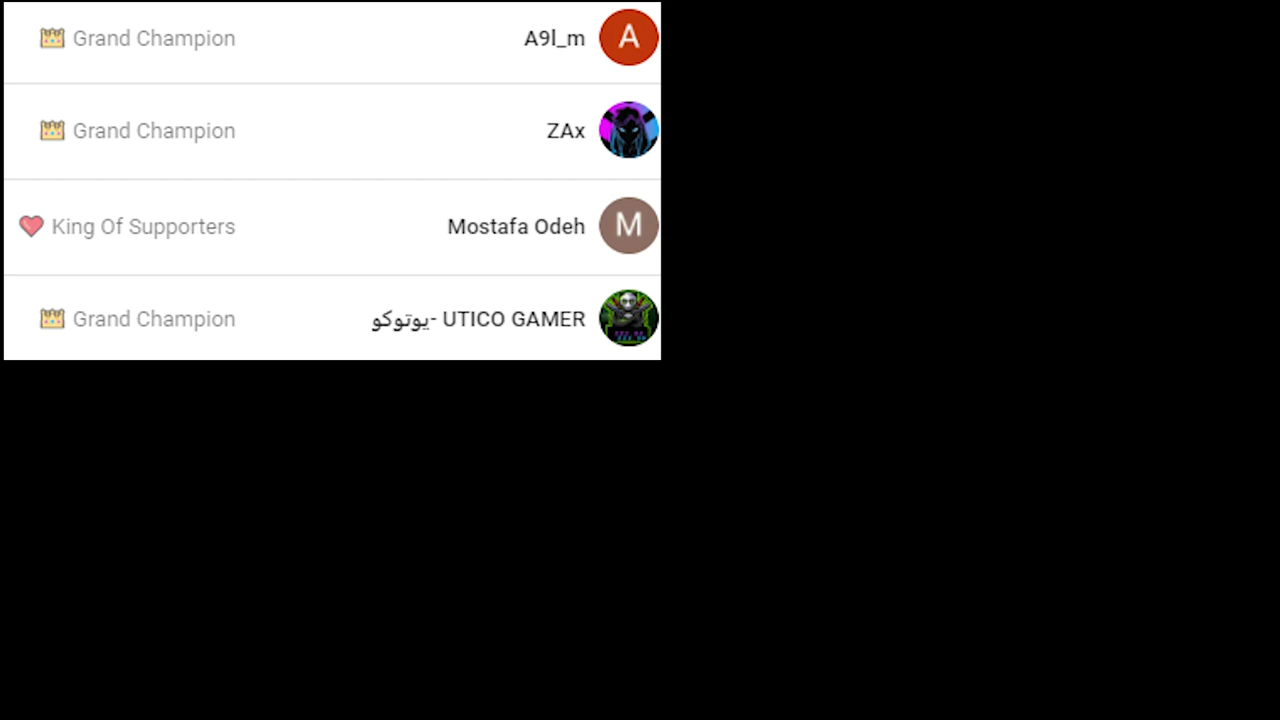 Grand Champion A9l_m A
Grand Champion ZAx
King Of Supporters Mostafa Odeh M
Grand Champion يوتوكو- UTICO GAMER